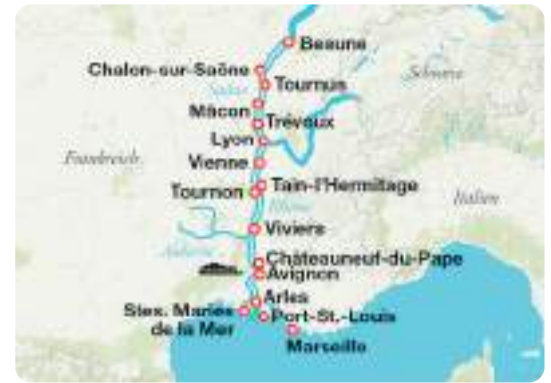 Beaune
Chalon-sur-Saône
Tournus
Saône
Schweiz
Mâcon
Trévoux
Lyon
Frankreich
Vienne
Tournon
Tain-l'Hermitage
Italien
Rhône
Viviers
Ardèche
Châteauneuf-du-Pape
Avignon
Arles
Stes. Maries
de la Mer
Port-St.-Louis
Marseille